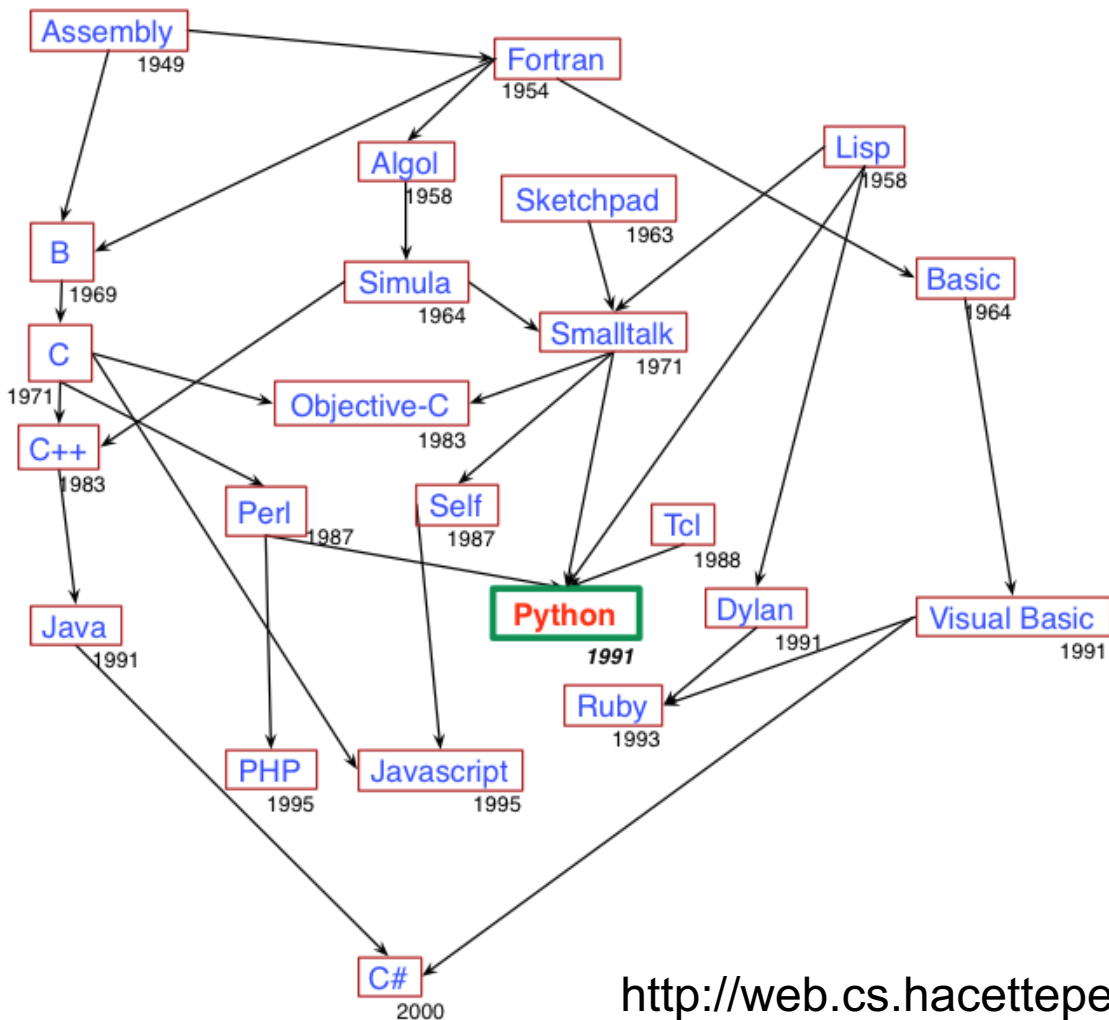 Assembly
1949
Fortran
1954
Algol
1958
Lisp
1958
Sketchpad
1963
B
1969
Simula
1964
Basic
1964
Smalltalk
1971
C
1971
Objective-C
1983
C++
1983
Perl
1987
Self
1987
Tcl
1988
Python
1991
Dylan
1991
Visual Basic
1991
Java
1991
Ruby
1993
PHP
1995
Javascript
1995
C#
2000
http://web.cs.hacettepe